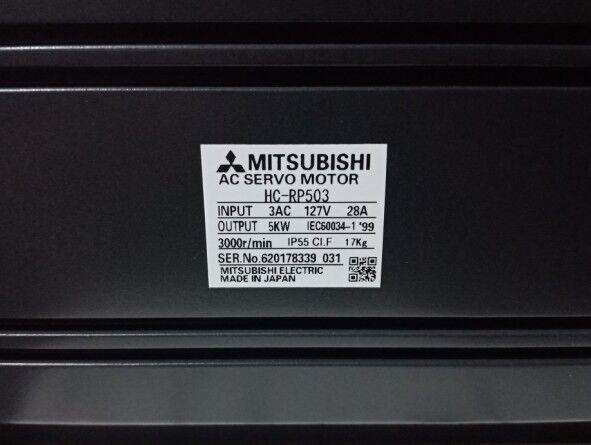 MITSUBISHI
AC SERVO MOTOR
HC-RP503
INPUT 3AC 127V 28A
OUTPUT 5KW IEC60034-1 '99
3000r/min IP55 Cl.F 17Kg
SER.No.620178339 031
MITSUBISHI ELECTRIC
MADE IN JAPAN